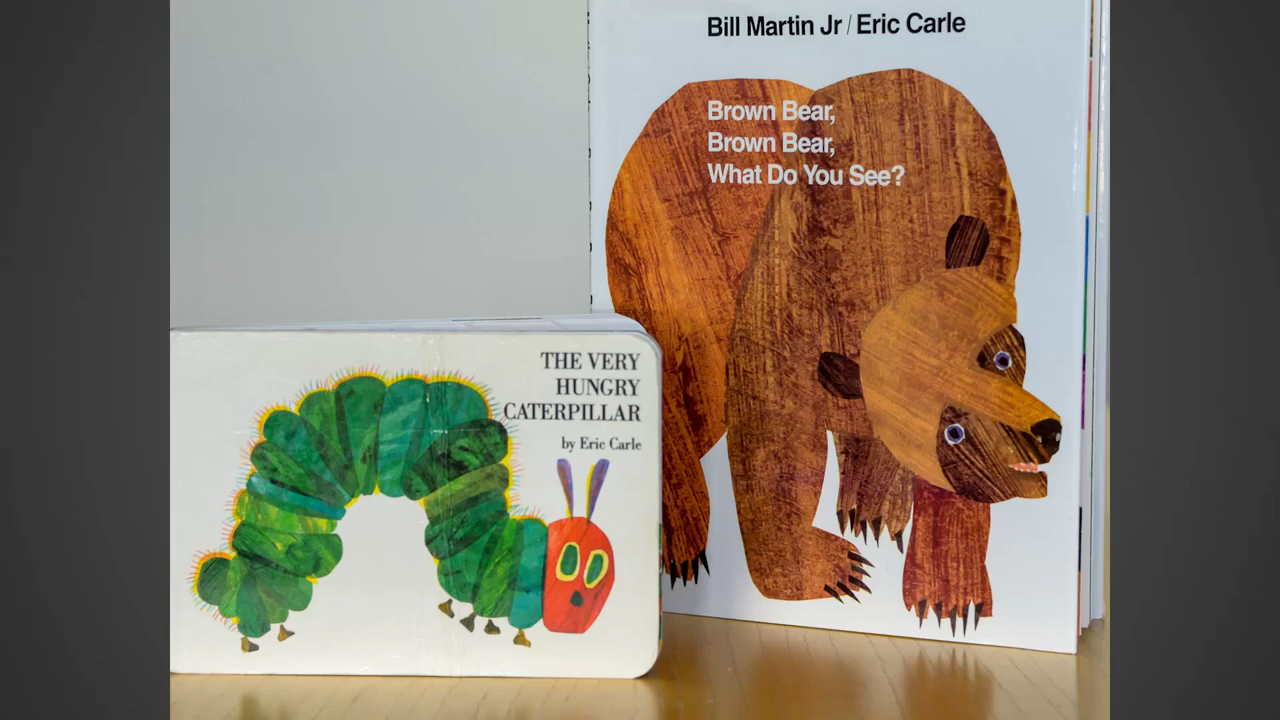 Bill Martin Jr / Eric Carle
Brown Bear,
Brown Bear,
What Do You See?
THE VERY
HUNGRY
CATERPILLAR
by Eric Carle